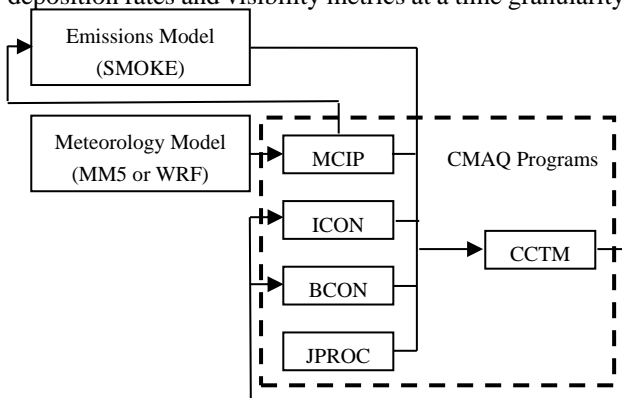 deposition rates and visibility metrics at a time granularity
Emissions Model
(SMOKE)
Meteorology Model
(MM5 or WRF)
MCIP
CMAQ Programs
ICON
CCTM
BCON
JPROC